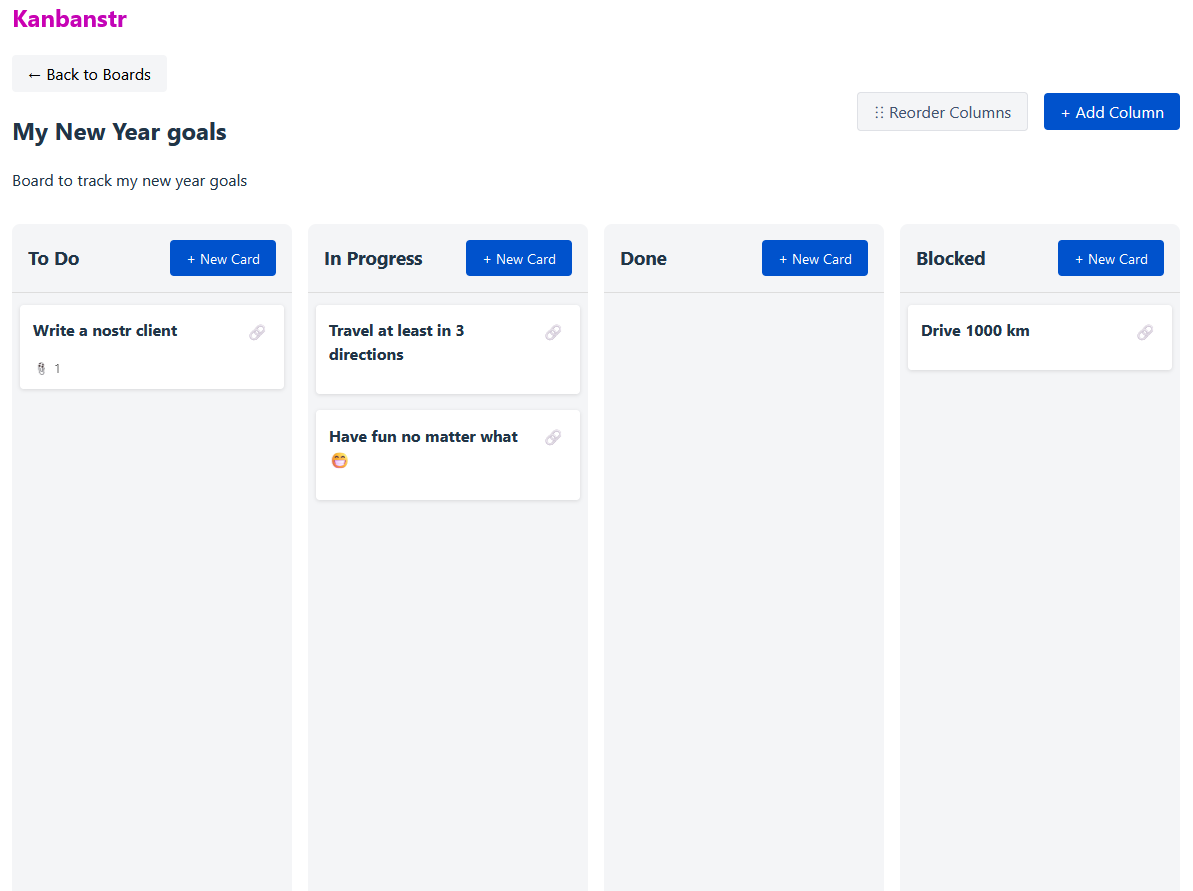 Kanbanstr
← Back to Boards
Reorder Columns
+ Add Column
My New Year goals
Board to track my new year goals
To Do
+ New Card
In Progress
+ New Card
Done
+ New Card
Blocked
+ New Card
Write a nostr client
1
Travel at least in 3
directions
Have fun no matter what
😁
Drive 1000 km